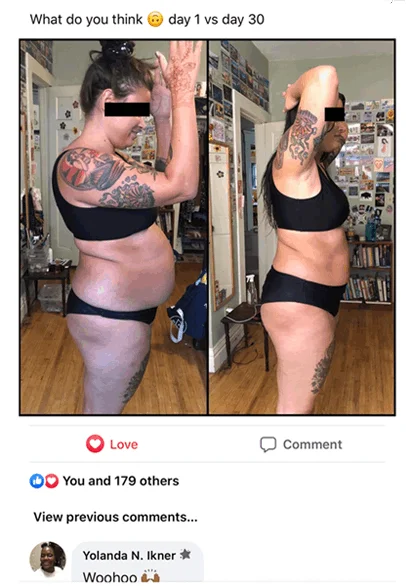 What do you think 🙃 day 1 vs day 30
Love
Comment
You and 179 others
View previous comments...
Yolanda N. Ikner
Woohoo 🙌🏾